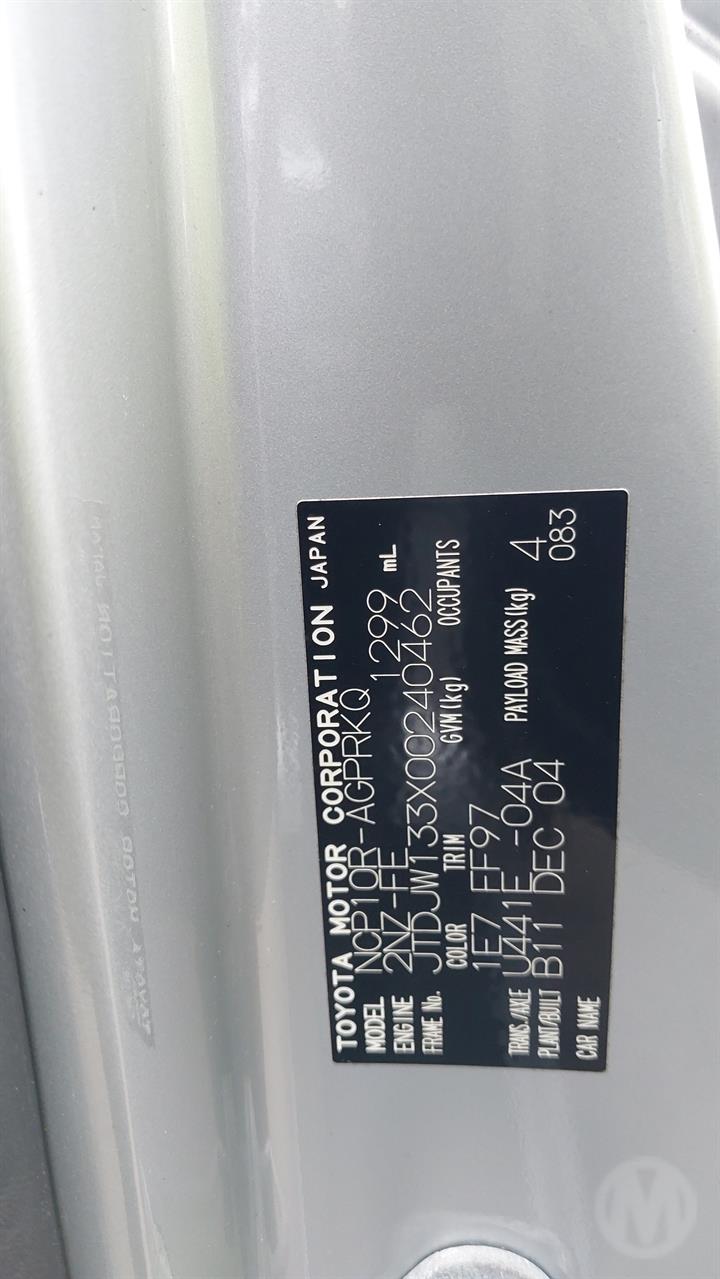 TOYOTA MOTOR CORPORATION JAPAN
MODEL NCP10R-AGPRKQ
ENGINE 2NZ-FE 1299 mL
FRAME No. JTDJW133X00240462
COLOR TRIM GVM(kg) OCCUPANTS
1E7 FF97
TRANS./AXLE U441E -04A PAYLOAD MASS(kg) 4
PLANT/BUILT B11 DEC 04 083
CAR NAME
M